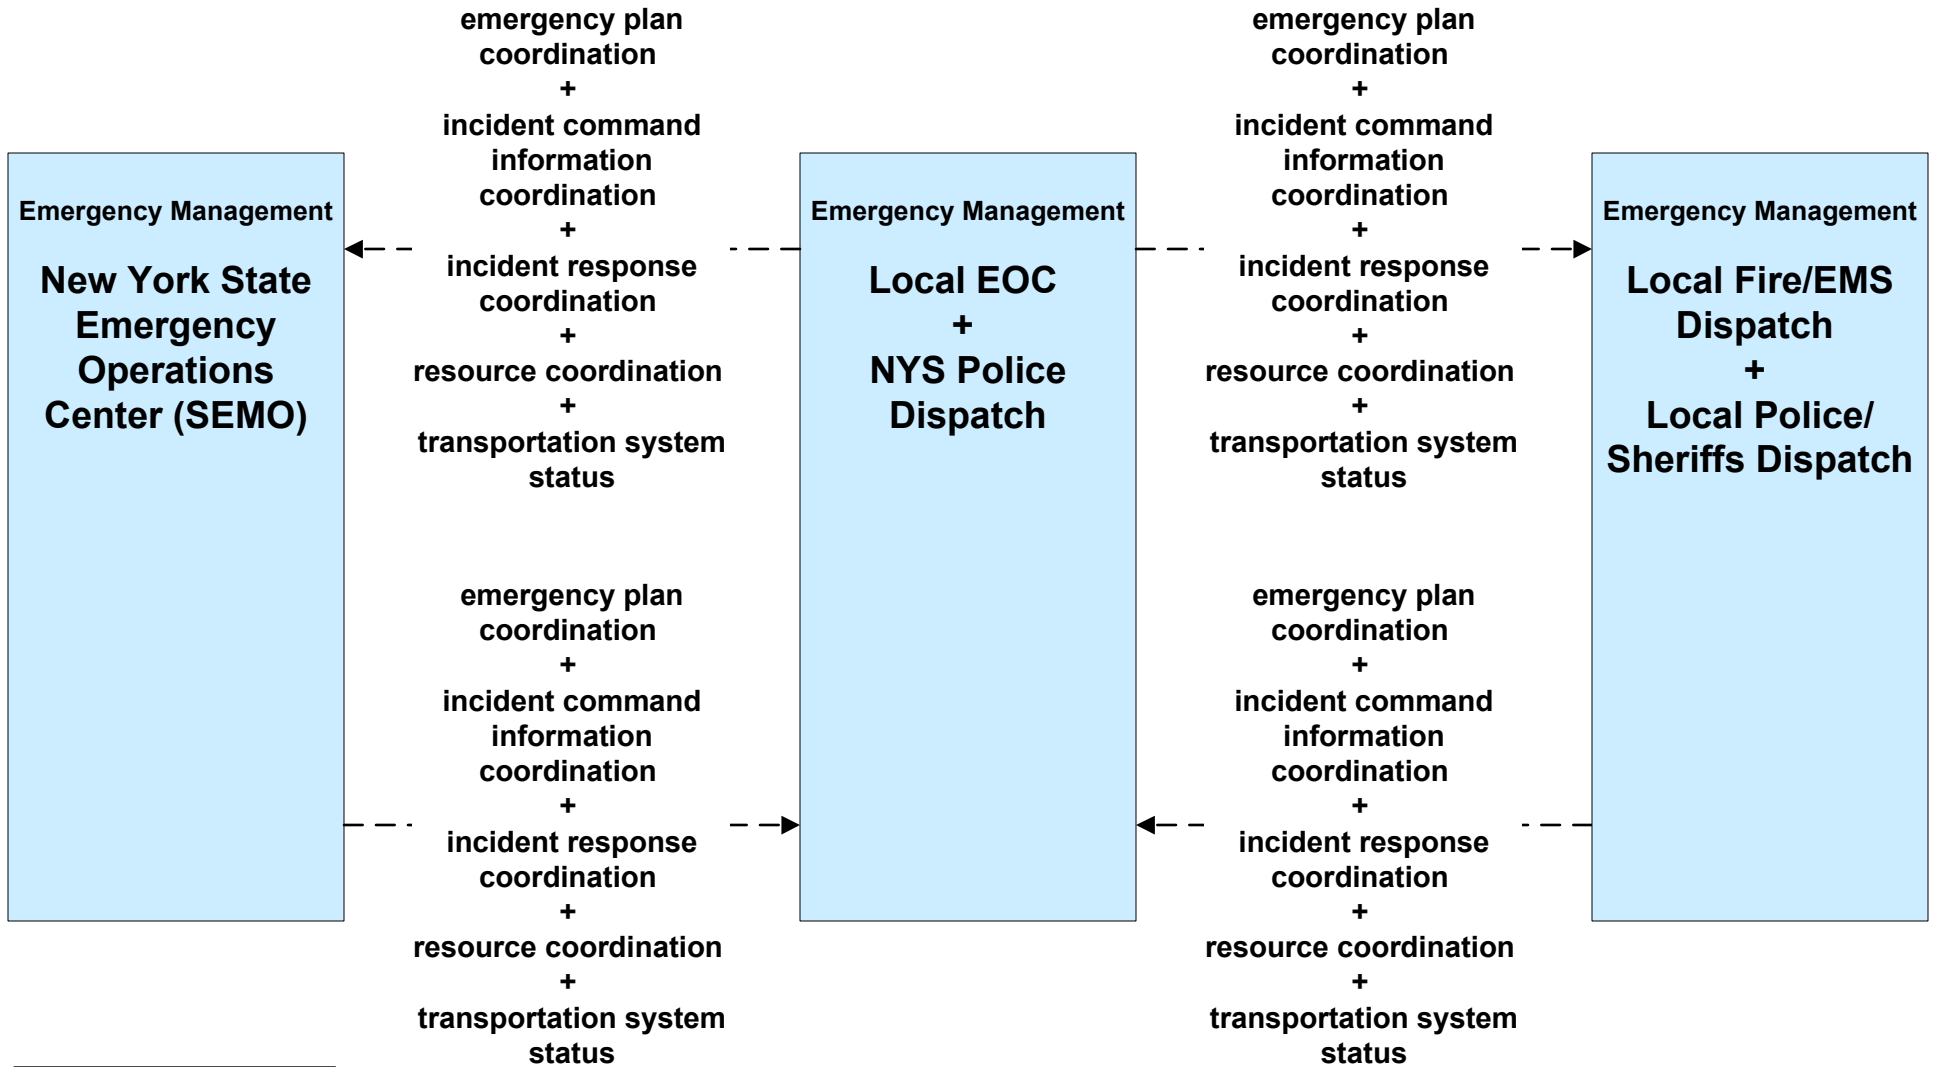 emergency plan
coordination
+
incident command
information
coordination
+
incident response
coordination
+
resource coordination
+
transportation system
status
emergency plan
coordination
+
incident command
information
coordination
+
incident response
coordination
+
resource coordination
+
transportation system
status
Emergency Management
New York State
Emergency
Operations
Center (SEMO)
Emergency Management
Local EOC
+
NYS Police
Dispatch
Emergency Management
Local Fire/EMS
Dispatch
+
Local Police/
Sheriffs Dispatch
emergency plan
coordination
+
incident command
information
coordination
+
incident response
coordination
+
resource coordination
+
transportation system
status
emergency plan
coordination
+
incident command
information
coordination
+
incident response
coordination
+
resource coordination
+
transportation system
status